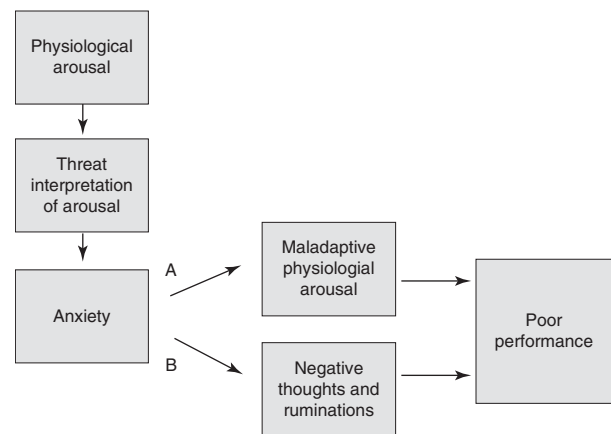 Physiological
arousal
Threat
interpretation
of arousal
Anxiety
A
B
Maladaptive
physiologial
arousal
Negative
thoughts and
ruminations
Poor
performance